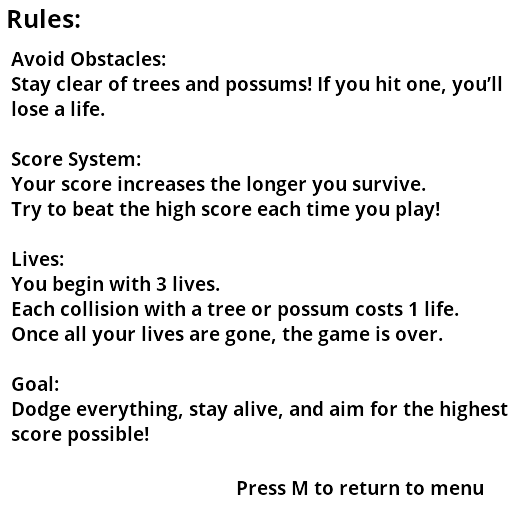 Rules:
Avoid Obstacles:
Stay clear of trees and possums! If you hit one, you’ll
lose a life.
Score System:
Your score increases the longer you survive.
Try to beat the high score each time you play!
Lives:
You begin with 3 lives.
Each collision with a tree or possum costs 1 life.
Once all your lives are gone, the game is over.
Goal:
Dodge everything, stay alive, and aim for the highest
score possible!
Press M to return to menu